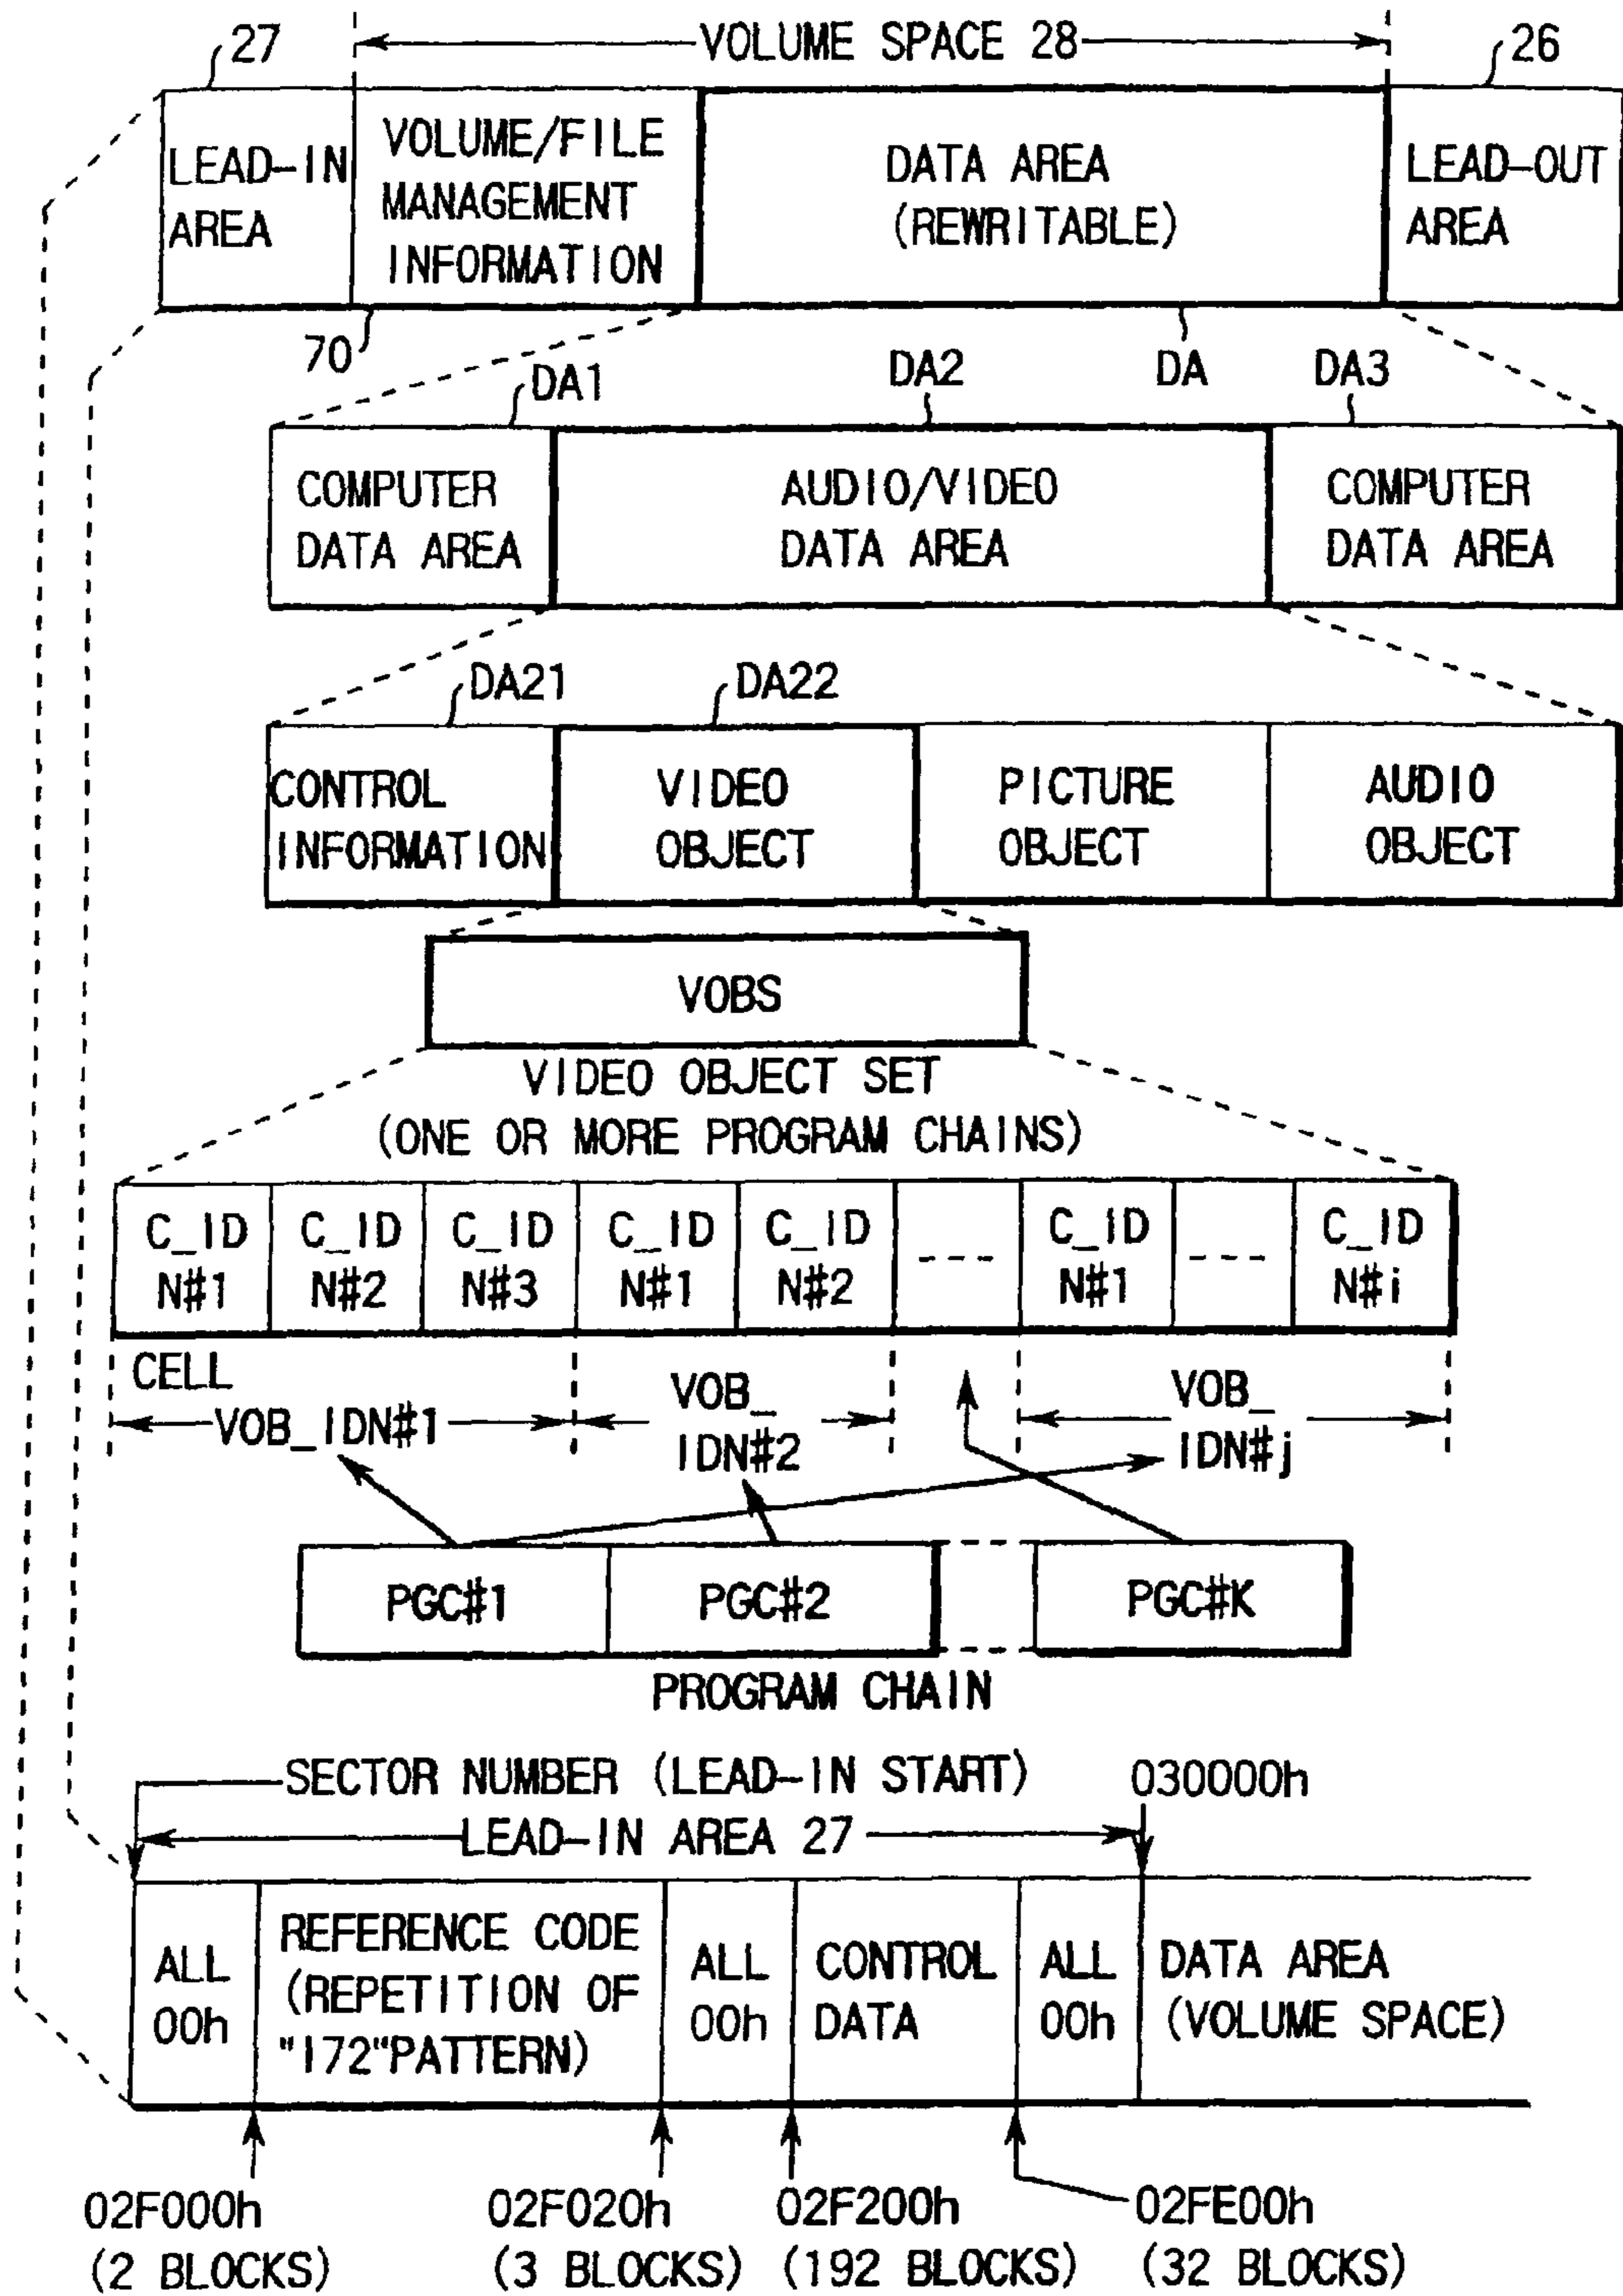 27
VOLUME SPACE 28
26
LEAD-IN
AREA
VOLUME/FILE
MANAGEMENT
INFORMATION
DATA AREA
(REWRITABLE)
LEAD-OUT
AREA
70
DA1
DA2
DA
DA3
COMPUTER
DATA AREA
AUDIO/VIDEO
DATA AREA
COMPUTER
DATA AREA
DA21
DA22
CONTROL
INFORMATION
VIDEO
OBJECT
PICTURE
OBJECT
AUDIO
OBJECT
VOBS
VIDEO OBJECT SET
(ONE OR MORE PROGRAM CHAINS)
C_ID
N#1
C_ID
N#2
C_ID
N#3
C_ID
N#1
C_ID
N#2
----
C_ID
N#1
----
C_ID
N#i
CELL
VOB_IDN#1
VOB_
IDN#2
VOB_
IDN#j
PGC#1
PGC#2
PGC#K
PROGRAM CHAIN
SECTOR NUMBER (LEAD-IN START)
030000h
LEAD-IN AREA 27
ALL
00h
REFERENCE CODE
(REPETITION OF
"172"PATTERN)
ALL
00h
CONTROL
DATA
ALL
00h
DATA AREA
(VOLUME SPACE)
02F000h
(2 BLOCKS)
02F020h
(3 BLOCKS)
02F200h
(192 BLOCKS)
02FE00h
(32 BLOCKS)